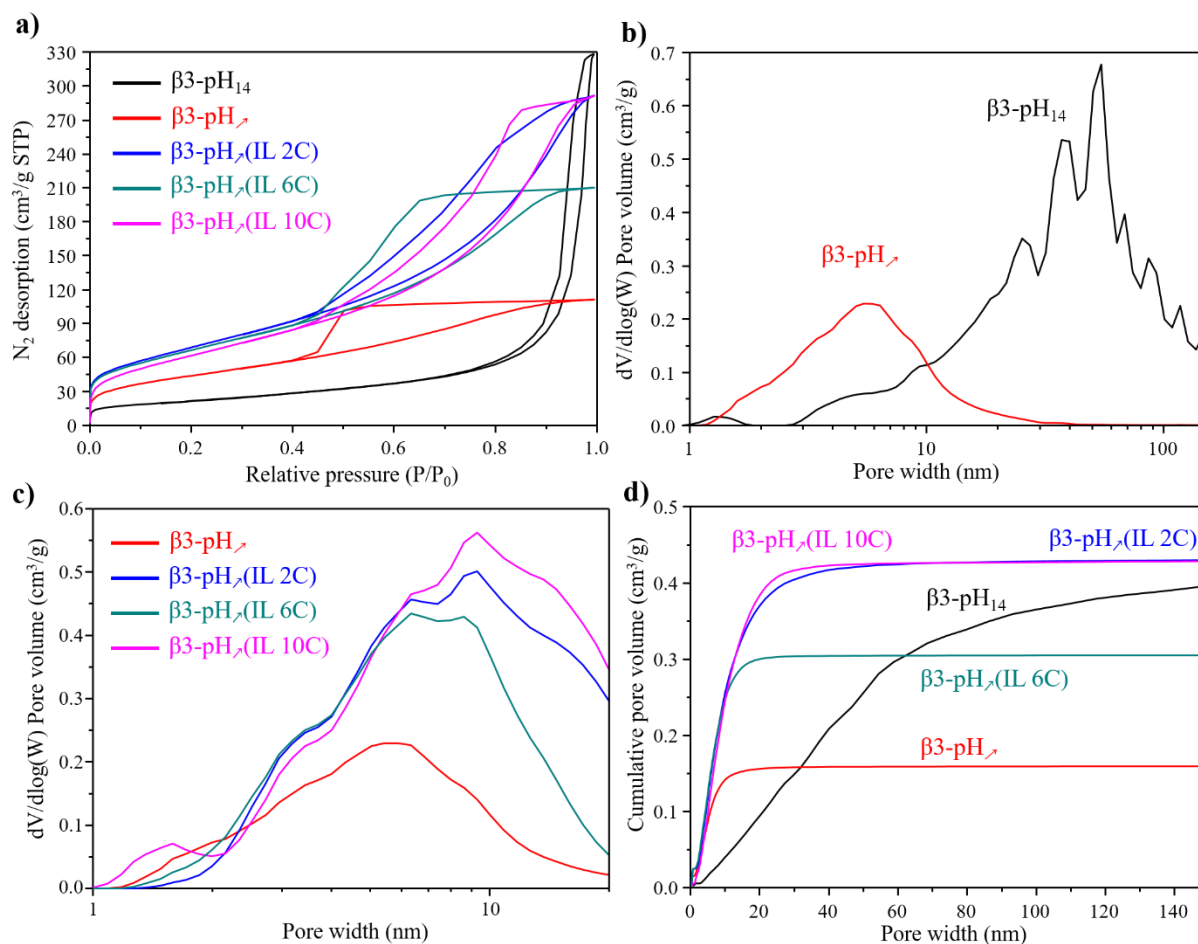 a)
N₂ desorption (cm³/g STP)
330
300
270
240
210
180
150
120
90
60
30
0
β3-pH₁₄
β3-pH↗
β3-pH↗(IL 2C)
β3-pH↗(IL 6C)
β3-pH↗(IL 10C)
0.0 0.2 0.4 0.6 0.8 1.0
Relative pressure (P/P₀)
b)
dV/dlog(W) Pore volume (cm³/g)
0.7
0.6
0.5
0.4
0.3
0.2
0.1
0.0
β3-pH₁₄
β3-pH↗
1 10 100
Pore width (nm)
c)
dV/dlog(W) Pore volume (cm³/g)
0.6
0.5
0.4
0.3
0.2
0.1
0.0
β3-pH↗
β3-pH↗(IL 2C)
β3-pH↗(IL 6C)
β3-pH↗(IL 10C)
1 10
Pore width (nm)
d)
Cumulative pore volume (cm³/g)
0.5
0.4
0.3
0.2
0.1
0.0
β3-pH↗(IL 10C) β3-pH↗(IL 2C)
β3-pH₁₄
β3-pH↗(IL 6C)
β3-pH↗
0 20 40 60 80 100 120 140
Pore width (nm)